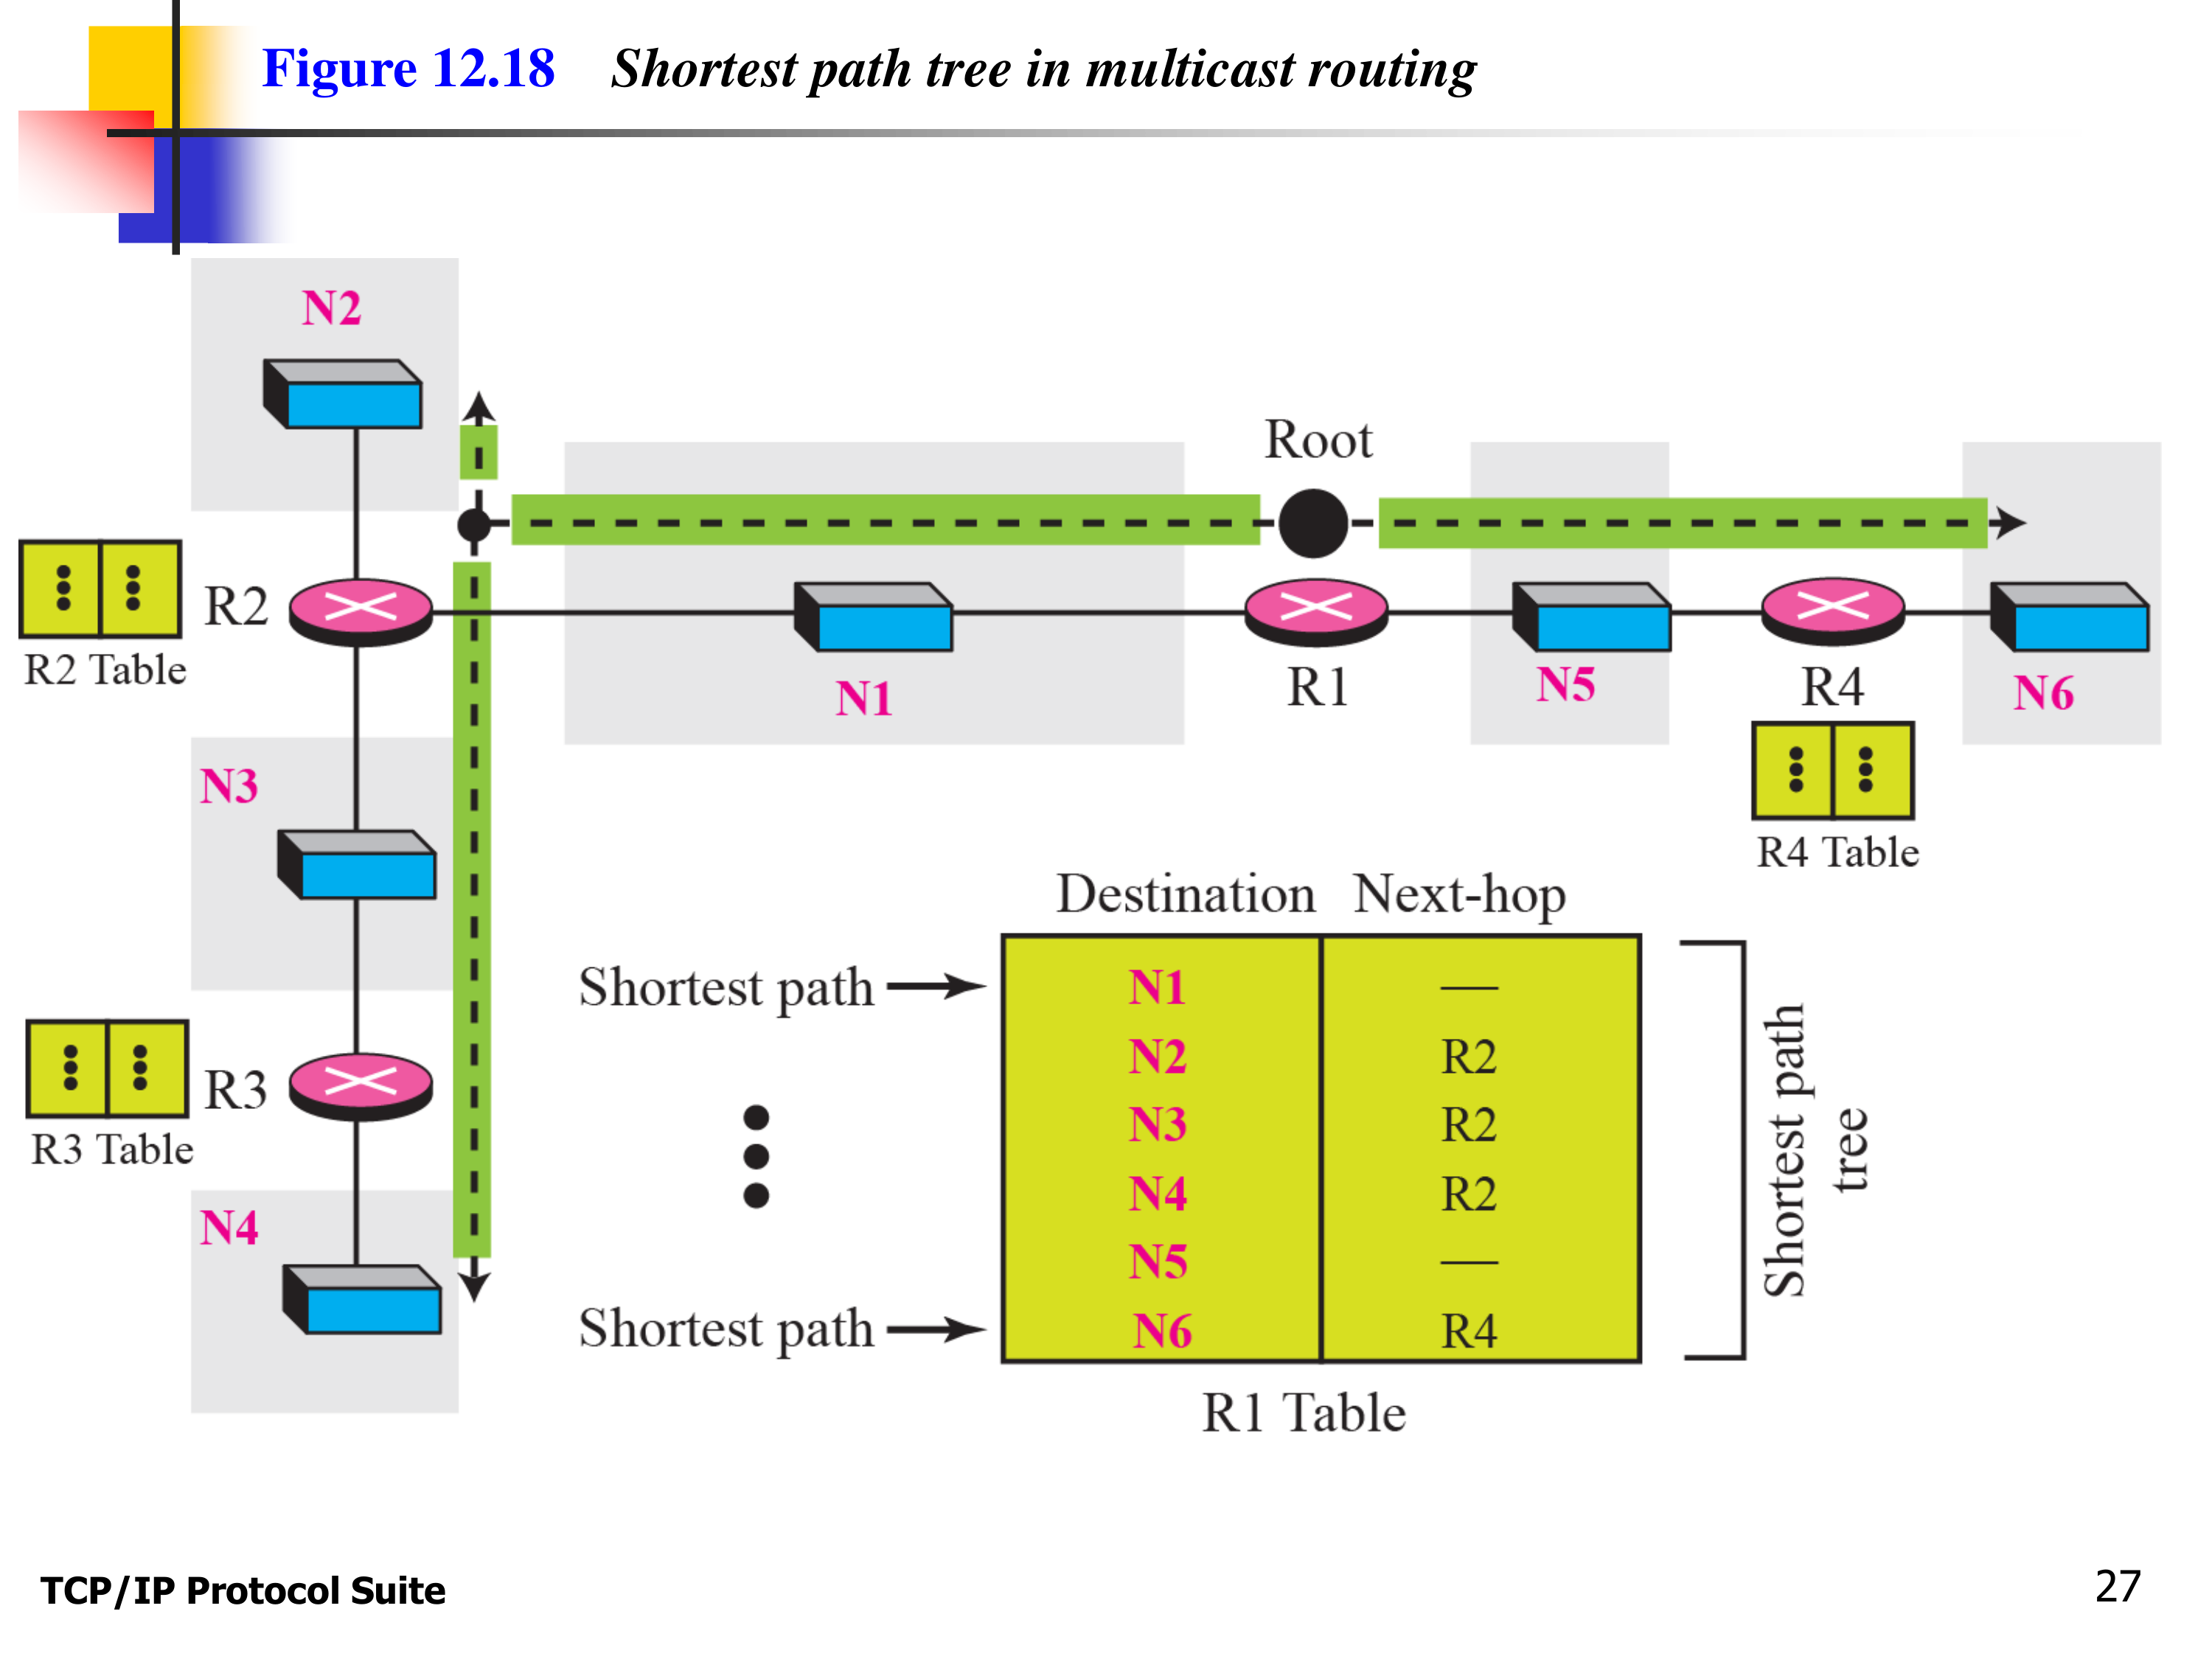 Figure 12.18 Shortest path tree in multicast routing
N2
Root
R2
R2 Table
N1
R1
N5
R4
N6
R4 Table
N3
R3
R3 Table
N4
Destination Next-hop
Shortest path N1 —
N2 R2
N3 R2
N4 R2
N5 —
Shortest path N6 R4
R1 Table
Shortest path
tree
TCP/IP Protocol Suite
27